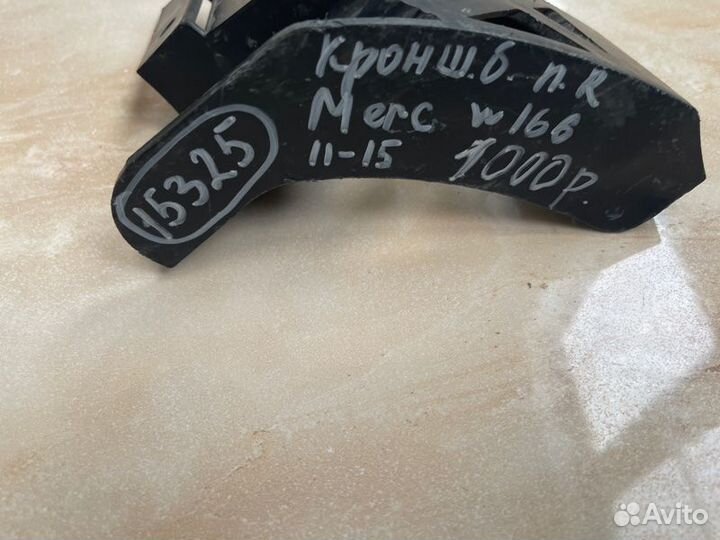 Кронш. б. п. R
Merc w166
11-15 1000р.
15325
Avito